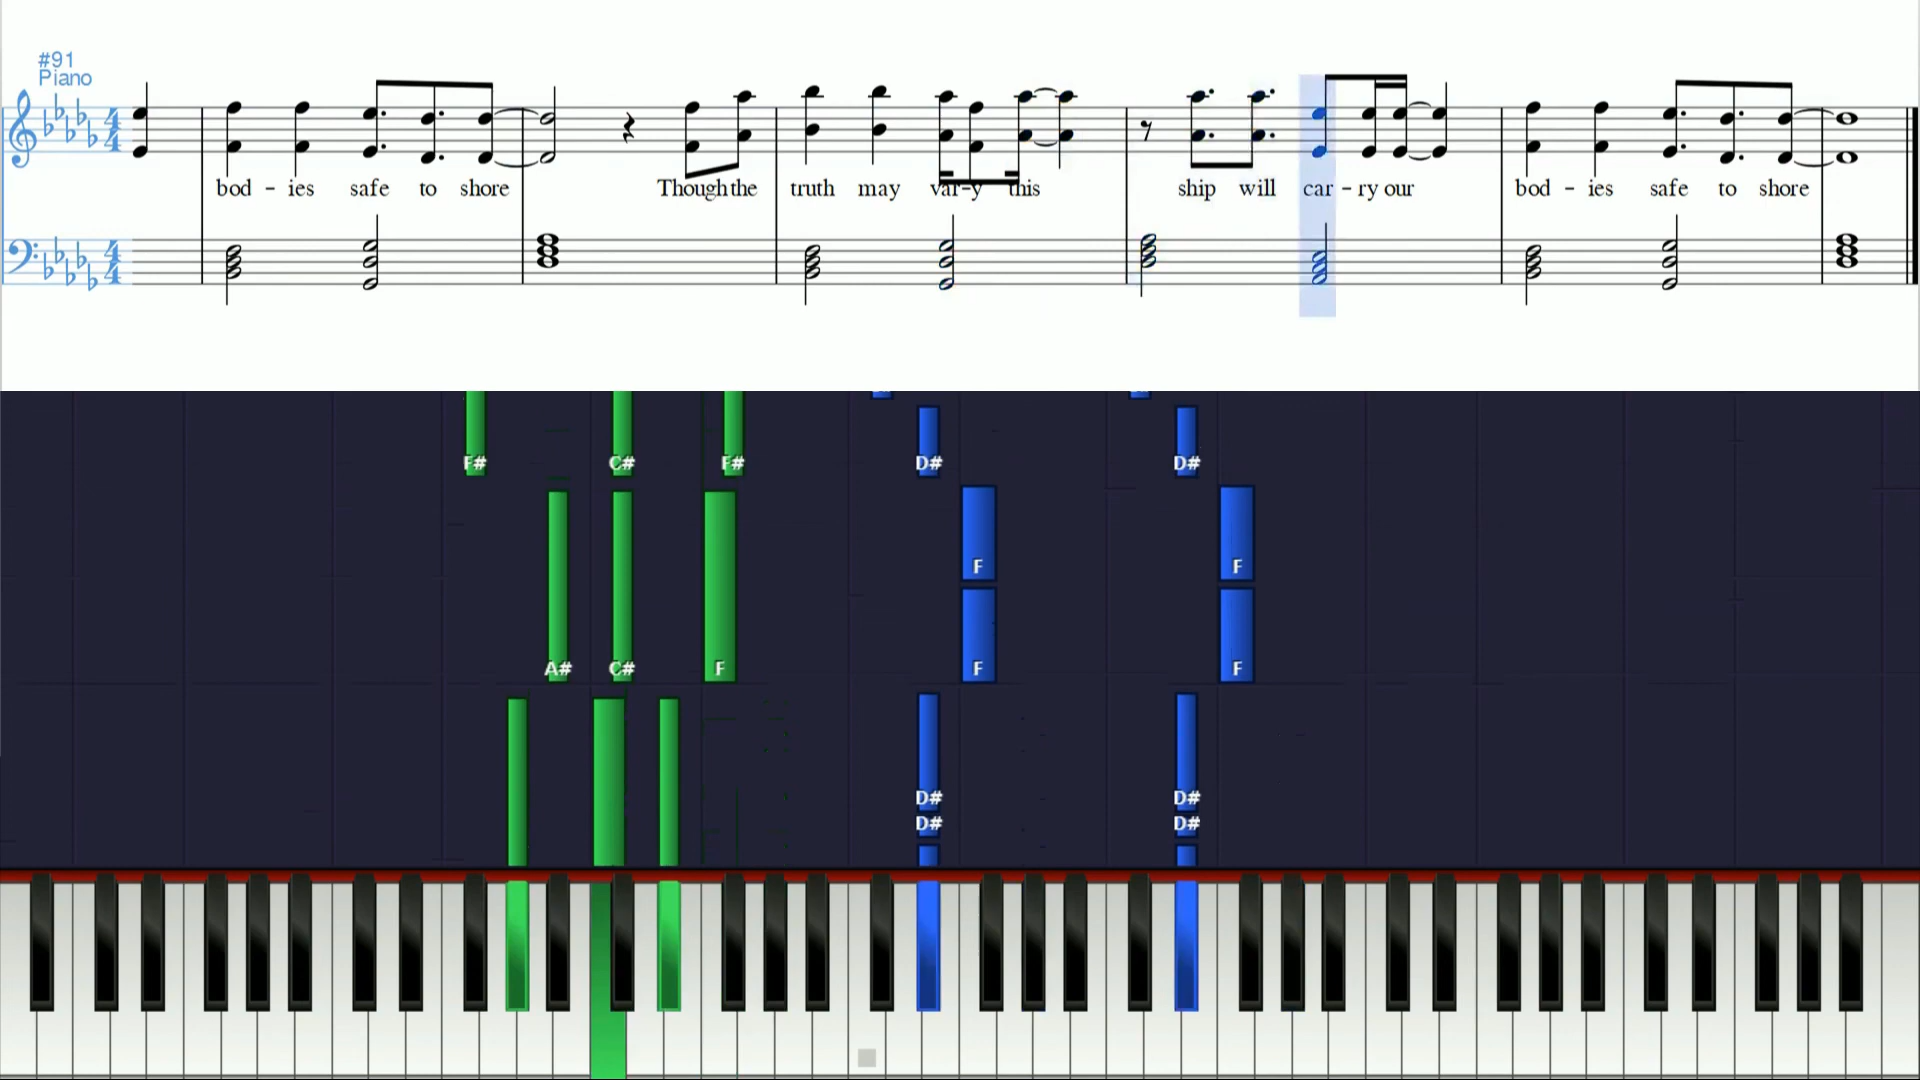 #91
Piano
bod - ies safe to shore Though the truth may var-y this ship will car - ry our bod - ies safe to shore
F# C# F# D# D#
F F
A# C# F F F
D# D#
D# D#